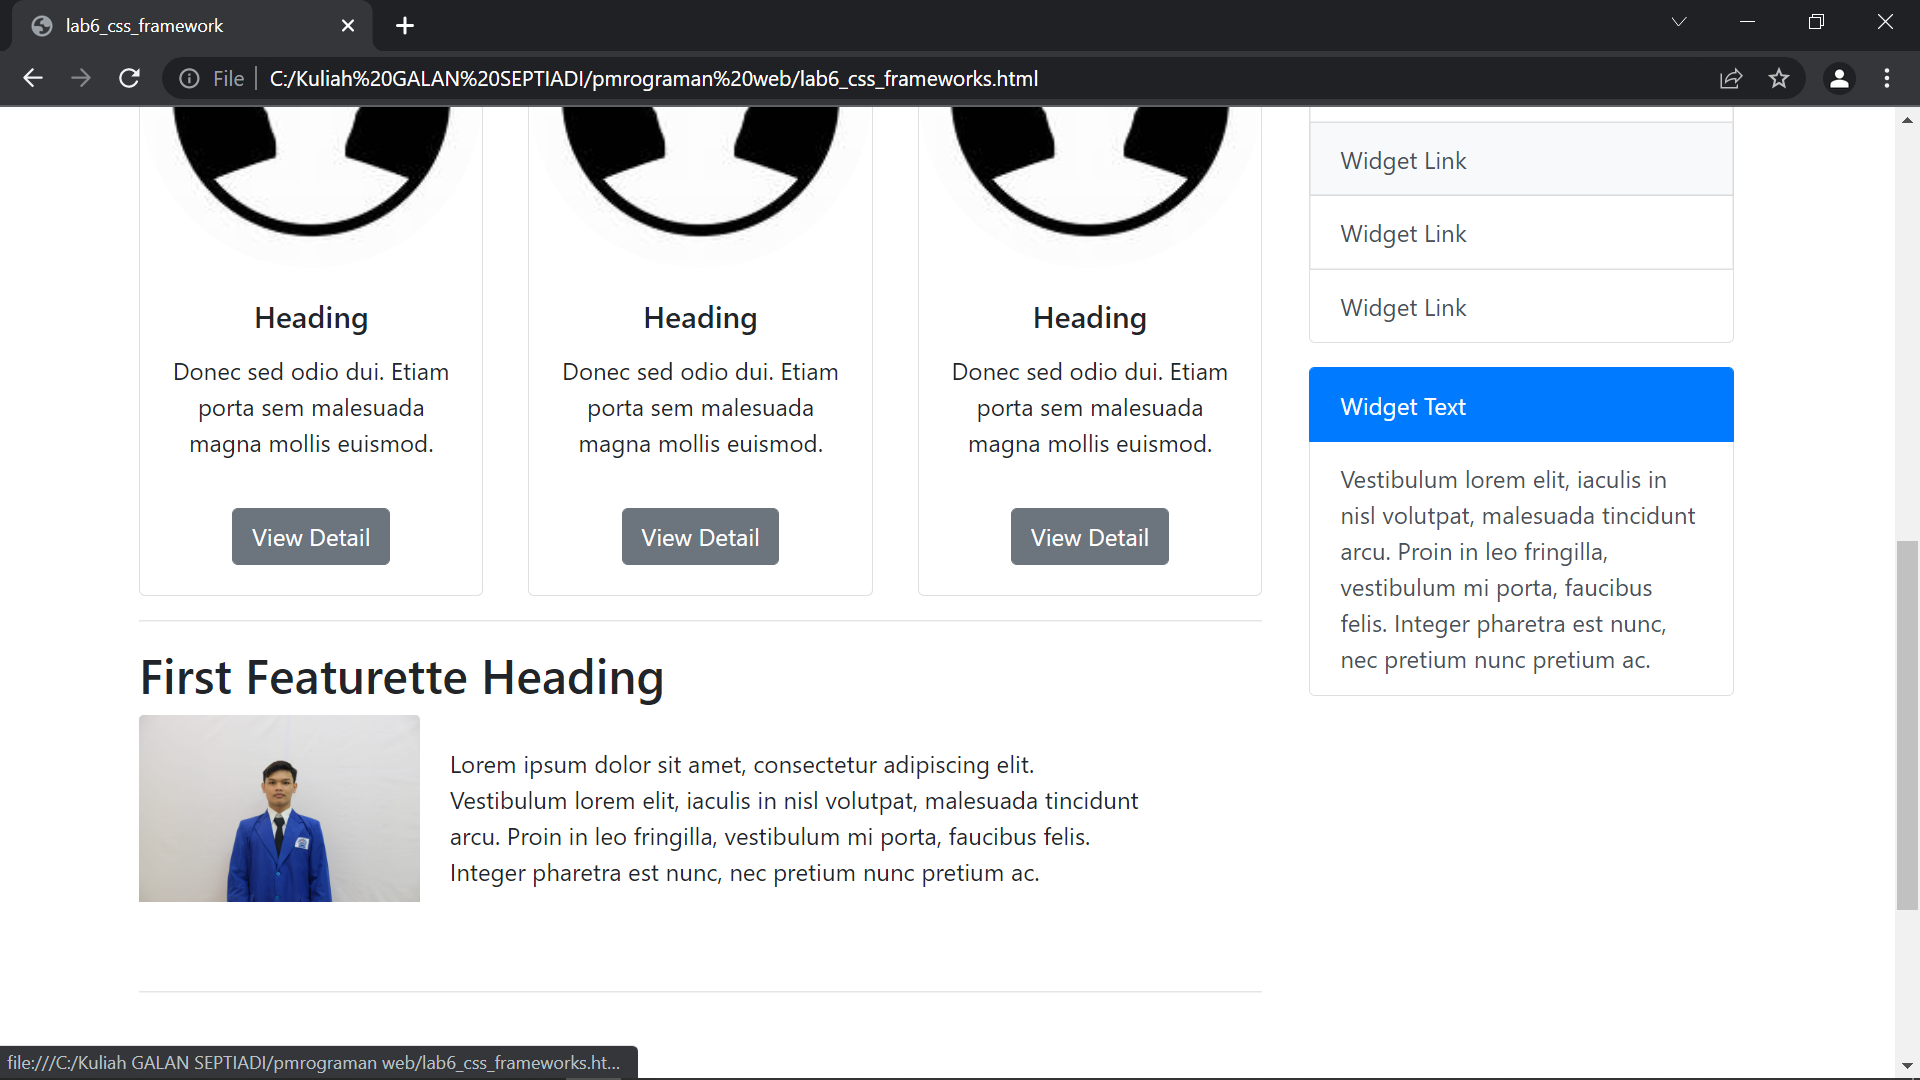 lab6_css_framework
File
C:/Kuliah%20GALAN%20SEPTIADI/pmrograman%20web/lab6_css_frameworks.html
Heading
Donec sed odio dui. Etiam
porta sem malesuada
magna mollis euismod.
View Detail
Heading
Donec sed odio dui. Etiam
porta sem malesuada
magna mollis euismod.
View Detail
Heading
Donec sed odio dui. Etiam
porta sem malesuada
magna mollis euismod.
View Detail
First Featurette Heading
Lorem ipsum dolor sit amet, consectetur adipiscing elit.
Vestibulum lorem elit, iaculis in nisl volutpat, malesuada tincidunt
arcu. Proin in leo fringilla, vestibulum mi porta, faucibus felis.
Integer pharetra est nunc, nec pretium nunc pretium ac.
Widget Link
Widget Link
Widget Link
Widget Text
Vestibulum lorem elit, iaculis in
nisl volutpat, malesuada tincidunt
arcu. Proin in leo fringilla,
vestibulum mi porta, faucibus
felis. Integer pharetra est nunc,
nec pretium nunc pretium ac.
file:///C:/Kuliah GALAN SEPTIADI/pmrograman web/lab6_css_frameworks.ht...